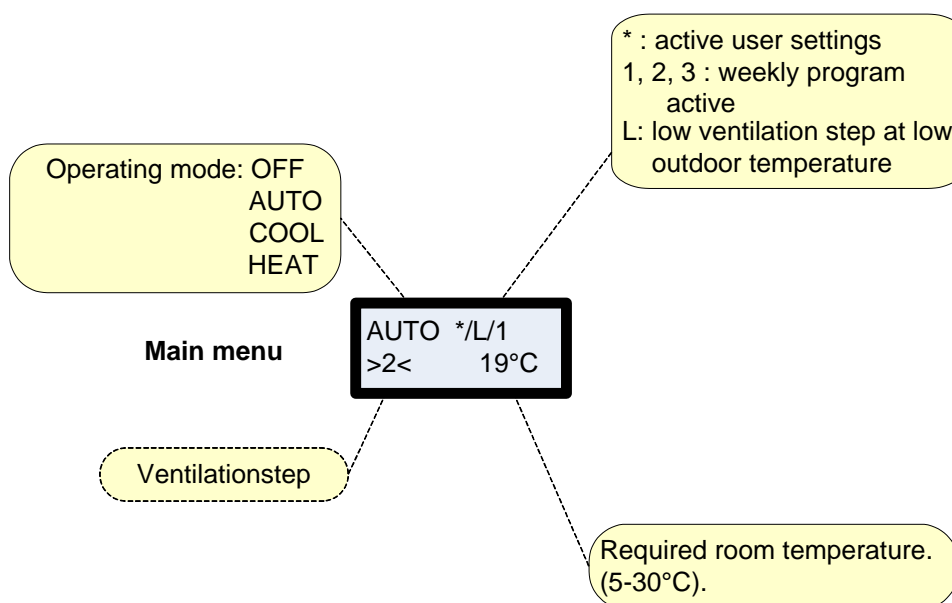 * : active user settings
1, 2, 3 : weekly program
active
L: low ventilation step at low
outdoor temperature
Operating mode: OFF
AUTO
COOL
HEAT
Main menu
AUTO */L/1
>2< 19°C
Ventilationstep
Required room temperature.
(5-30°C).